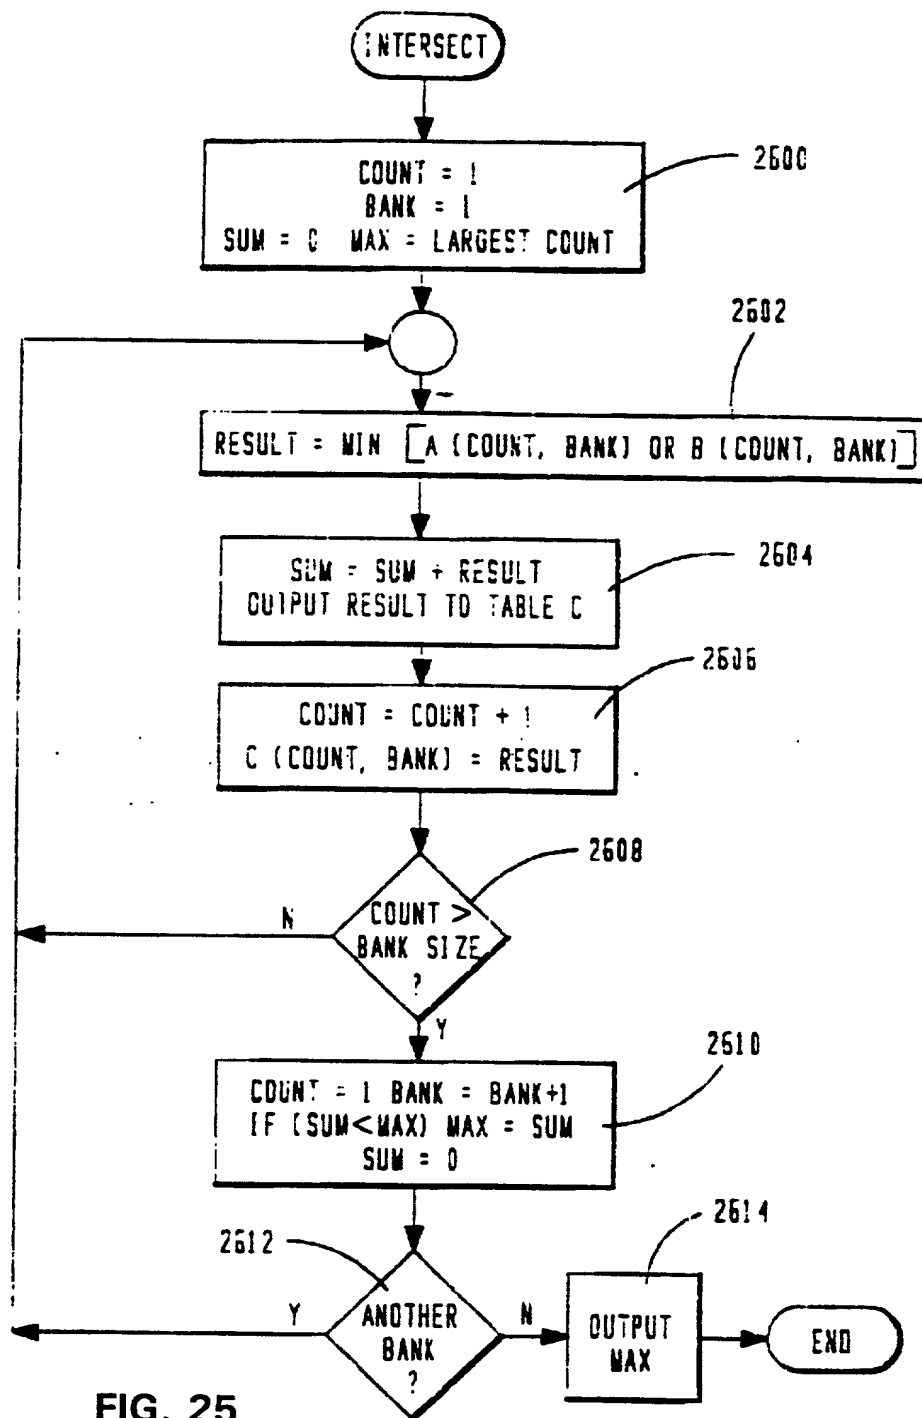 INTERSECT
2600
COUNT = 1
BANK = 1
SUM = 0 MAX = LARGEST COUNT
2602
RESULT = MIN [A (COUNT, BANK) OR B (COUNT, BANK)]
2604
SUM = SUM + RESULT
OUTPUT RESULT TO TABLE C
2606
COUNT = COUNT + 1
C (COUNT, BANK) = RESULT
2608
N
COUNT >
BANK SIZE
?
Y
2610
COUNT = 1 BANK = BANK+1
IF (SUM<MAX) MAX = SUM
SUM = 0
2614
2612
Y
ANOTHER
BANK
?
N
OUTPUT
MAX
END
FIG. 25